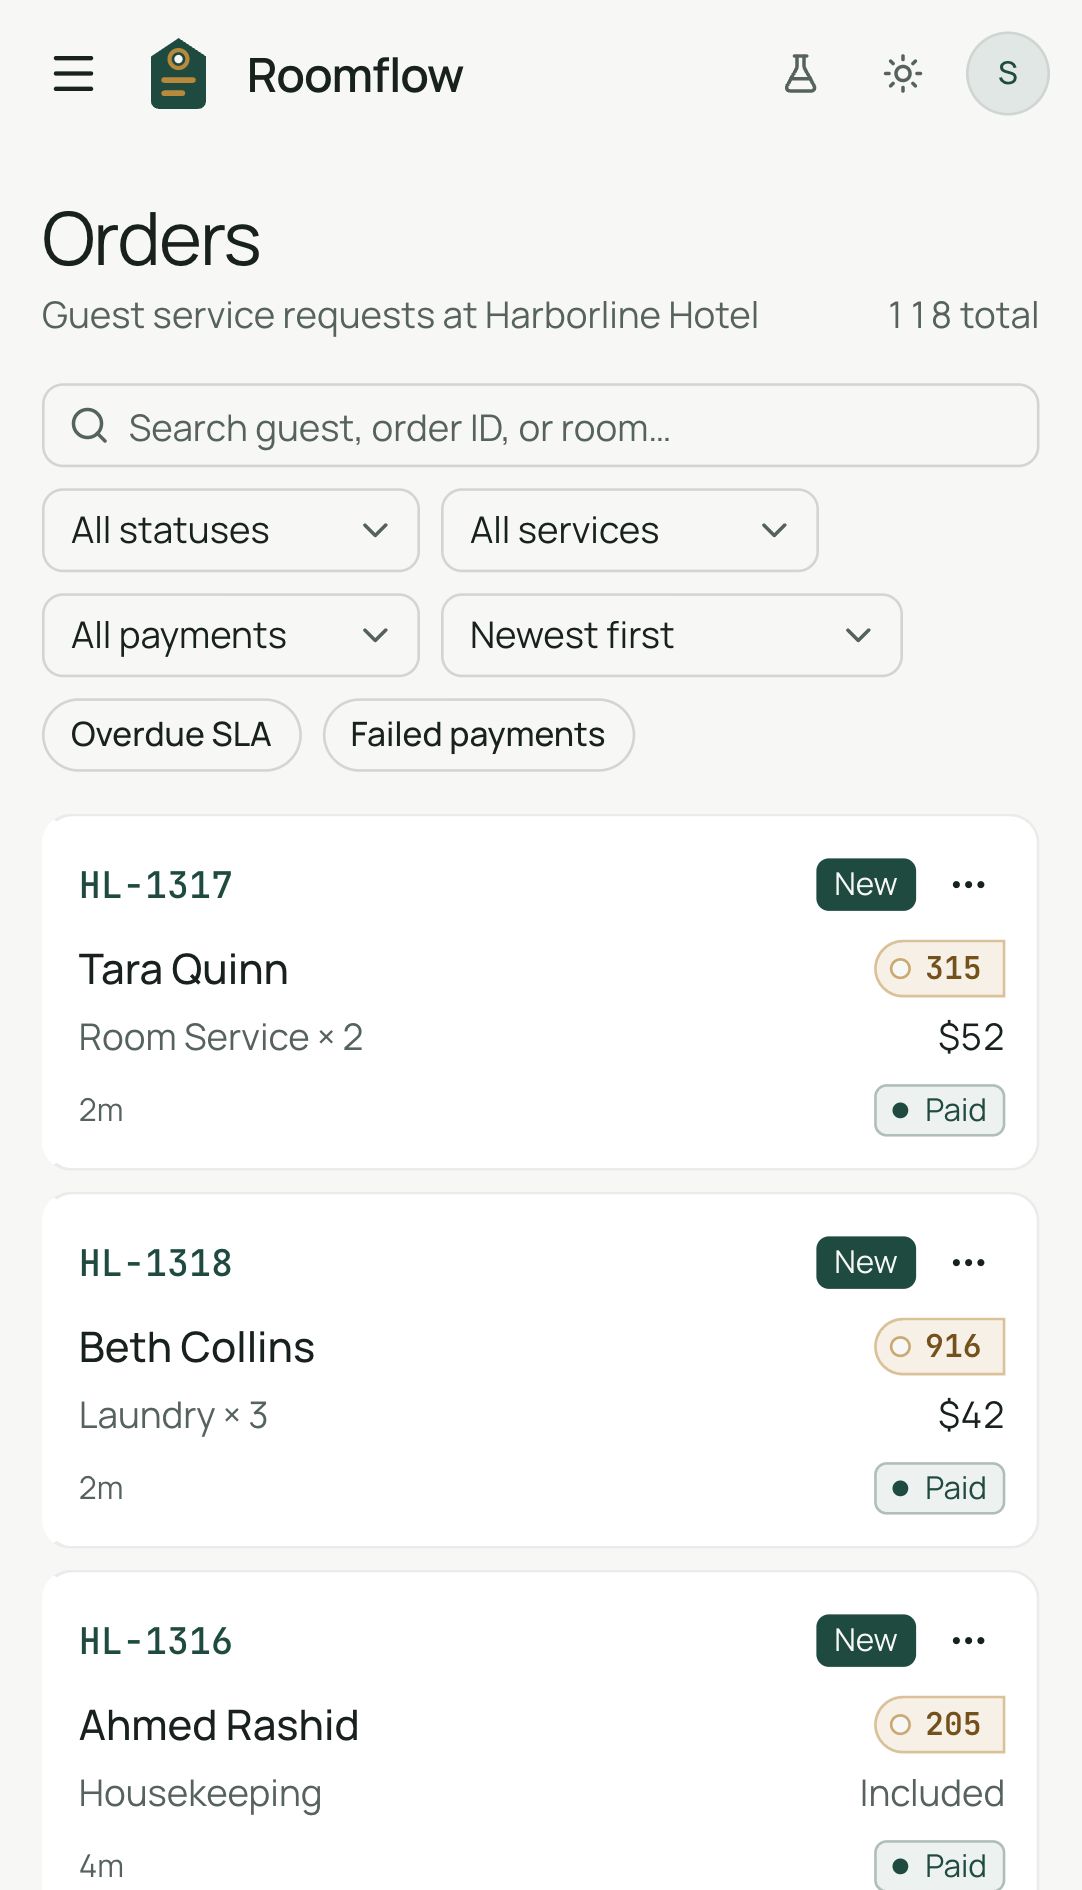 Roomflow
S
Orders
Guest service requests at Harborline Hotel 118 total
Search guest, order ID, or room...
All statuses All services
All payments Newest first
Overdue SLA Failed payments
HL-1317 New
Tara Quinn 315
Room Service × 2 $52
2m Paid
HL-1318 New
Beth Collins 916
Laundry × 3 $42
2m Paid
HL-1316 New
Ahmed Rashid 205
Housekeeping Included
4m Paid